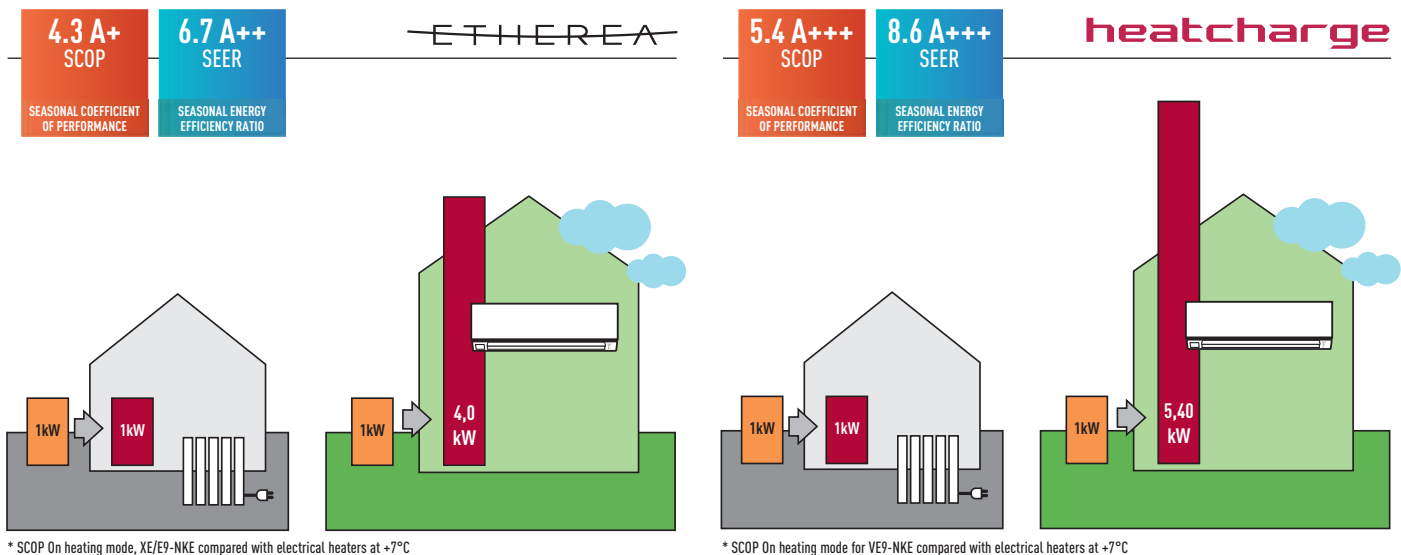 4.3 A+
SCOP
SEASONAL COEFFICIENT
OF PERFORMANCE
6.7 A++
SEER
SEASONAL ENERGY
EFFICIENCY RATIO
ETHEREA
1kW
1kW
1kW
4,0
kW
* SCOP On heating mode, XE/E9-NKE compared with electrical heaters at +7°C
5.4 A+++
SCOP
SEASONAL COEFFICIENT
OF PERFORMANCE
8.6 A+++
SEER
SEASONAL ENERGY
EFFICIENCY RATIO
heatcharge
1kW
1kW
1kW
5,40
kW
* SCOP On heating mode for VE9-NKE compared with electrical heaters at +7°C